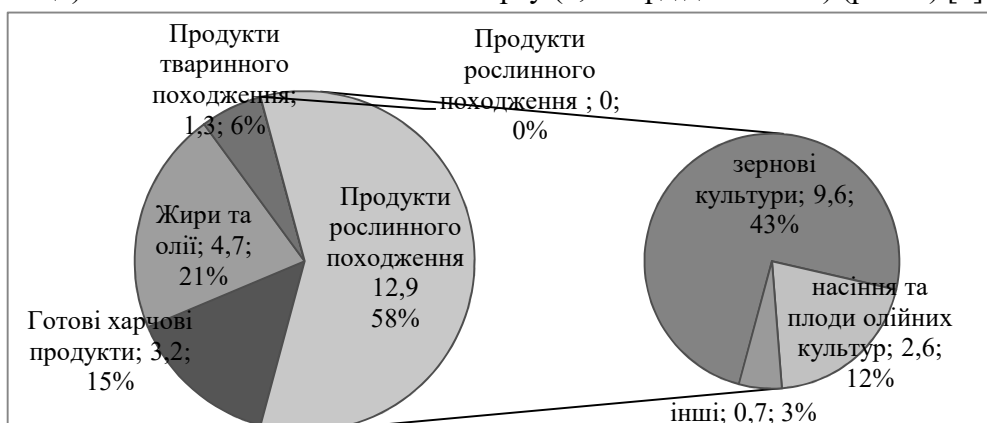 Продукти
тваринного
походження;
1,3; 6%
Продукти
рослинного
походження ; 0;
0%
Жири та
олії; 4,7;
21%
Продукти
рослинного
походження
12,9
58%
Готові харчові
продукти; 3,2;
15%
зернові
культури; 9,6;
43%
насіння та
плоди олійних
культур; 2,6;
12%
інші; 0,7; 3%